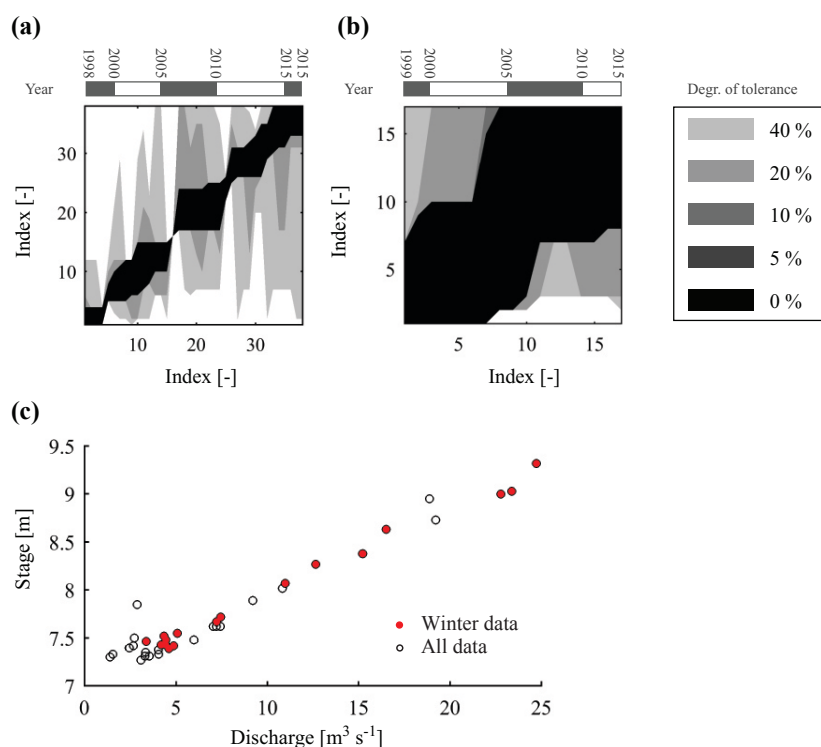 (a)
(b)
1998
2000
2005
2010
2015
2015
1999
2000
2005
2010
2015
Year
Year
Degr. of tolerance
40 %
20 %
10 %
5 %
0 %
Index [-]
30
20
10
10
20
30
Index [-]
Index [-]
15
10
5
5
10
15
Index [-]
(c)
Stage [m]
9.5
9
8.5
8
7.5
7
Winter data
All data
0
5
10
15
20
25
Discharge [m³ s⁻¹]